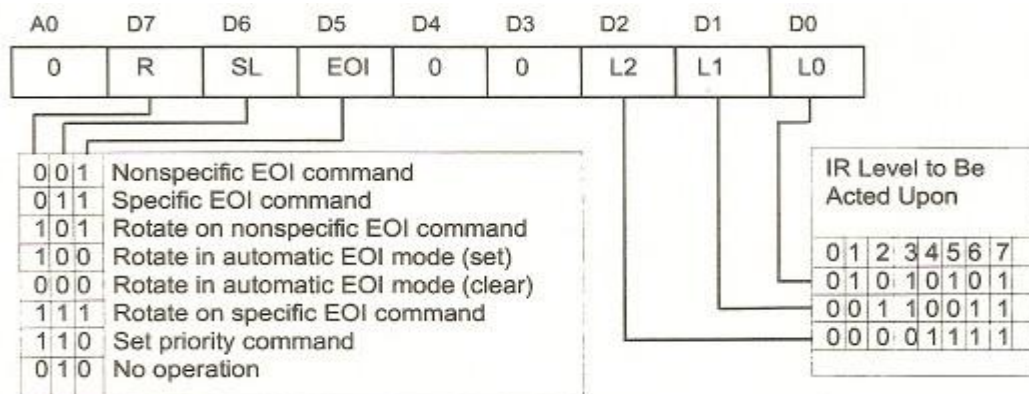 A0 D7 D6 D5 D4 D3 D2 D1 D0
0 R SL EOI 0 0 L2 L1 L0
0 0 1 Nonspecific EOI command
0 1 1 Specific EOI command
1 0 1 Rotate on nonspecific EOI command
1 0 0 Rotate in automatic EOI mode (set)
0 0 0 Rotate in automatic EOI mode (clear)
1 1 1 Rotate on specific EOI command
1 1 0 Set priority command
0 1 0 No operation
IR Level to Be
Acted Upon
0 1 2 3 4 5 6 7
0 1 0 1 0 1 0 1
0 0 1 1 0 0 1 1
0 0 0 0 1 1 1 1